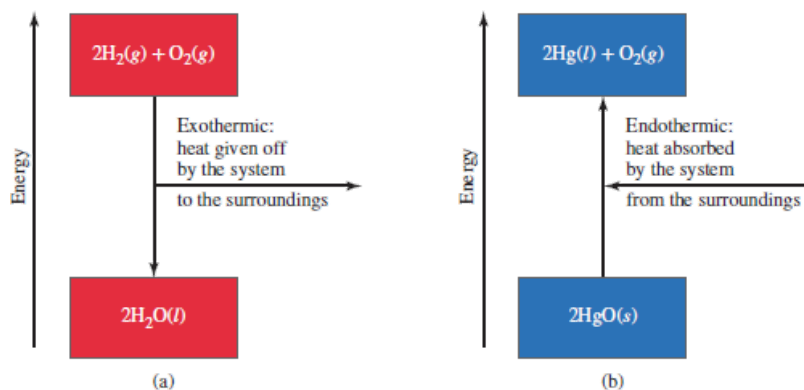 2H₂(g) + O₂(g)
Exothermic:
heat given off
by the system
to the surroundings
Energy
2H₂O(l)
(a)
2Hg(l) + O₂(g)
Endothermic:
heat absorbed
by the system
from the surroundings
Energy
2HgO(s)
(b)